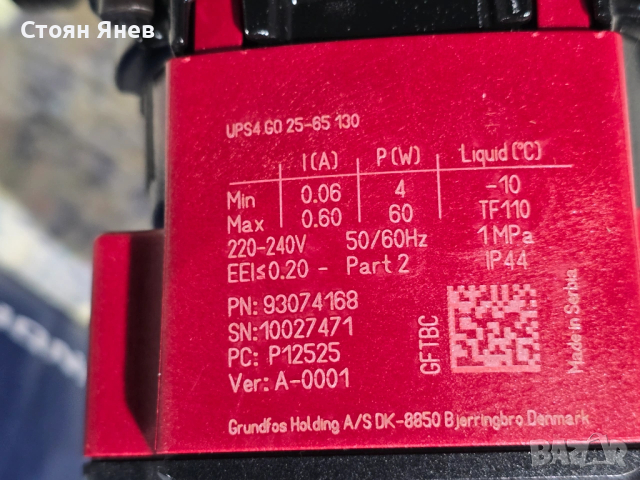 Стоян Янев
UPS4.GO 25-65 130
I(A) P(W) Liquid(°C)
Min 0.06 4 -10
Max 0.60 60 TF110
220-240V 50/60Hz 1MPa
EEI≤0.20 - Part 2 IP44
PN: 93074168
SN:10027471
PC: P12525
Ver: A-0001
GFTBC
Made in Serbia
Grundfos Holding A/S DK-8850 Bjerringbro Denmark
BAZAR